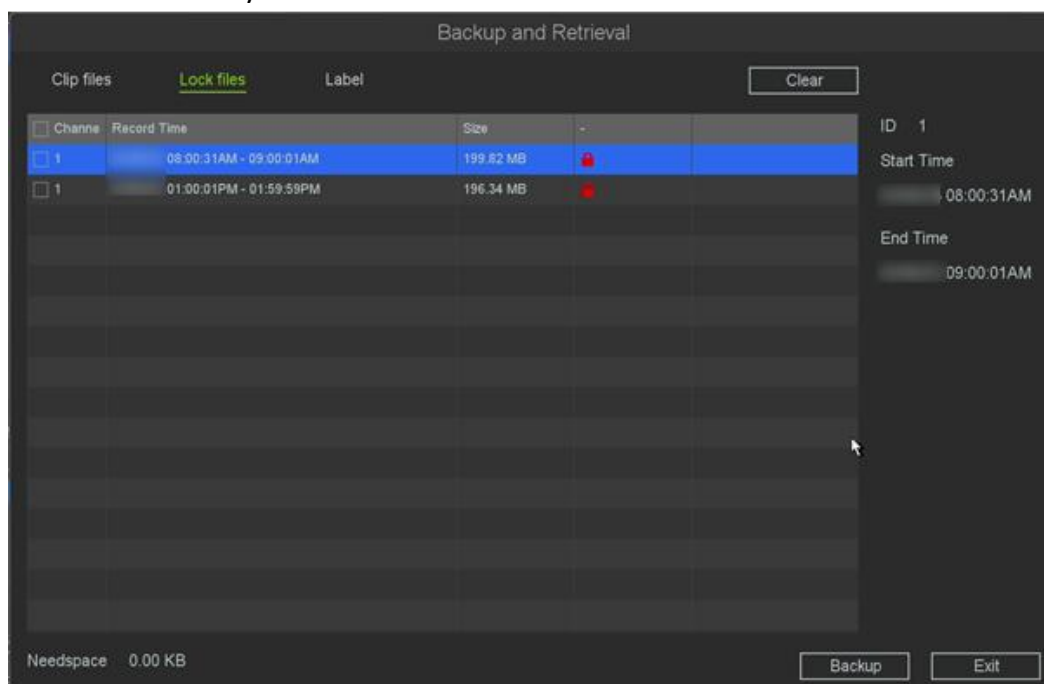 Backup and Retrieval
Clip files Lock files Label Clear
Channe Record Time Size -
1 08:00:31AM - 09:00:01AM 199.82 MB
1 01:00:01PM - 01:59:59PM 196.34 MB
ID 1
Start Time
08:00:31AM
End Time
09:00:01AM
Needspace 0.00 KB Backup Exit